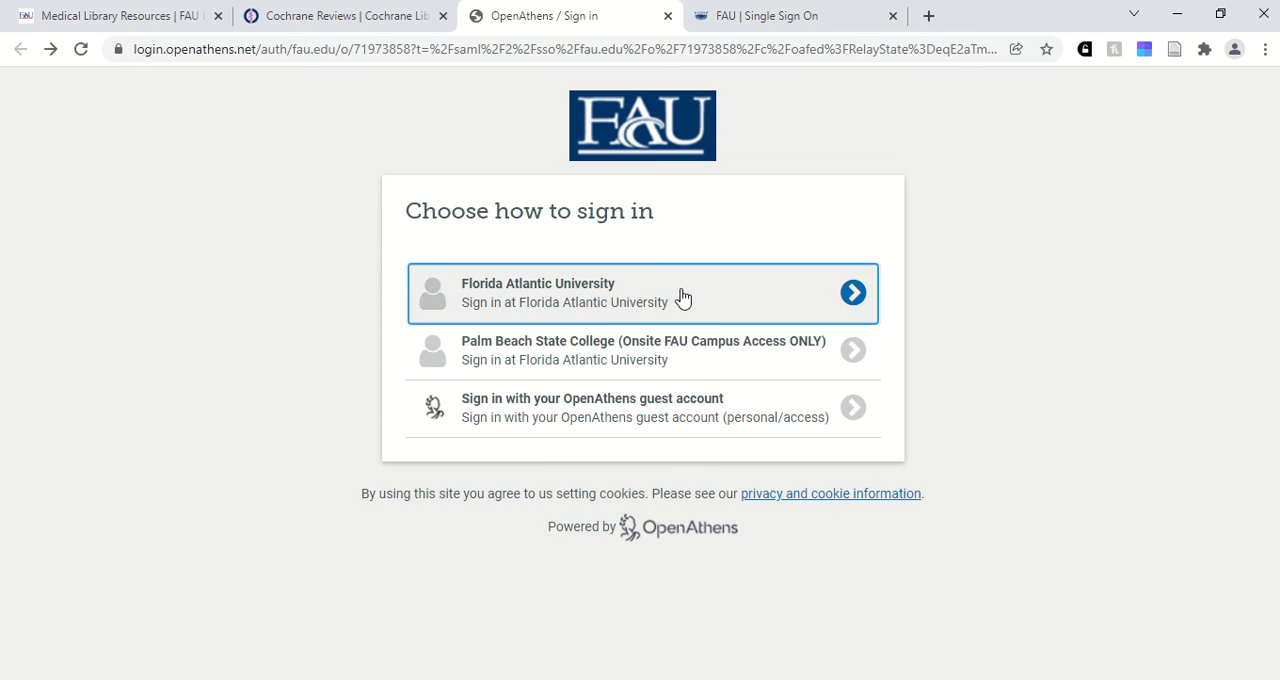 FAU Medical Library Resources | FAU L
Cochrane Reviews | Cochrane Lib
OpenAthens / Sign in
FAU | Single Sign On
login.openathens.net/auth/fau.edu/o/71973858?t=%2Fsaml%2F2%2Fsso%2Ffau.edu%2Fo%2F71973858%2Fc%2Foafed%3FRelayState%3DeqE2aTm...
FAU
Choose how to sign in
Florida Atlantic University
Sign in at Florida Atlantic University
Palm Beach State College (Onsite FAU Campus Access ONLY)
Sign in at Florida Atlantic University
Sign in with your OpenAthens guest account
Sign in with your OpenAthens guest account (personal/access)
By using this site you agree to us setting cookies. Please see our privacy and cookie information.
Powered by OpenAthens